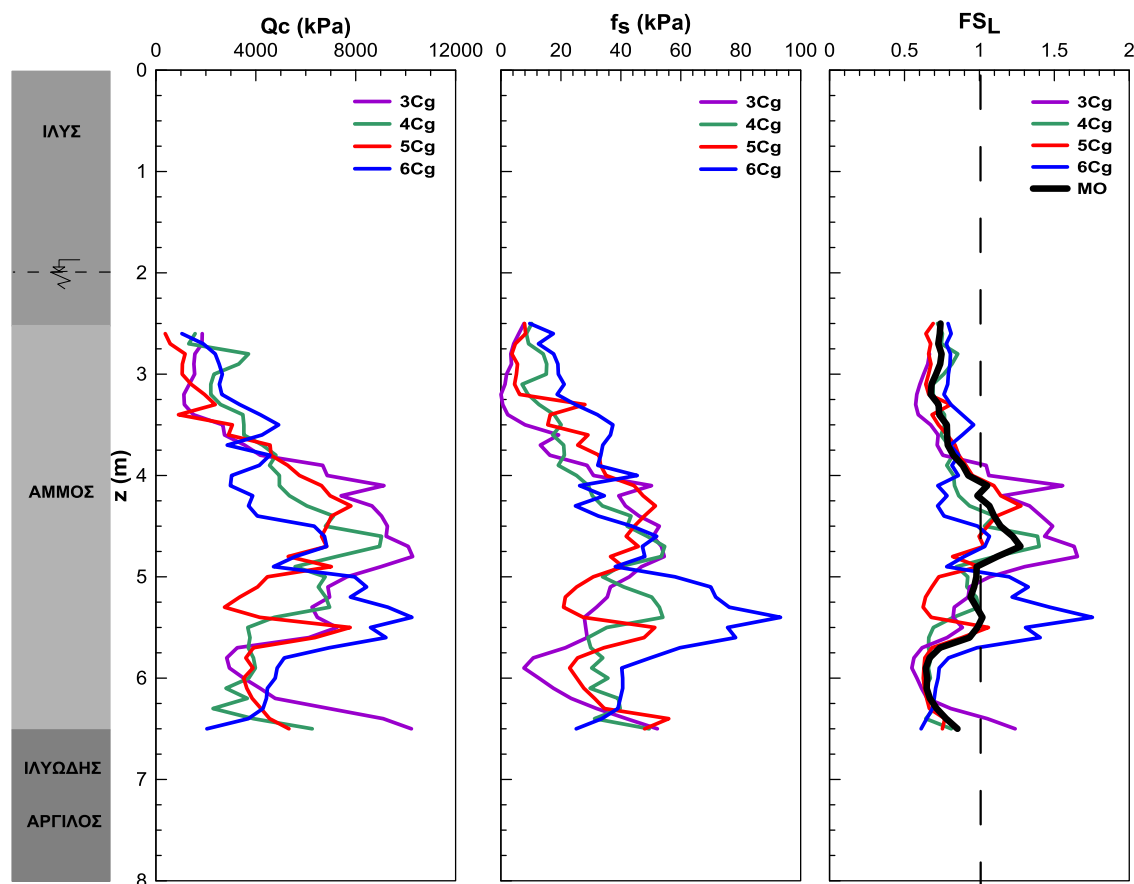 Qc (kPa)
0 4000 8000 12000
fs (kPa)
0 20 40 60 80 100
FSL
0 0.5 1 1.5 2
ΙΛΥΣ
ΑΜΜΟΣ
ΙΛΥΩΔΗΣ
ΑΡΓΙΛΟΣ
z (m)
0
1
2
3
4
5
6
7
8
3Cg
4Cg
5Cg
6Cg
3Cg
4Cg
5Cg
6Cg
3Cg
4Cg
5Cg
6Cg
MO